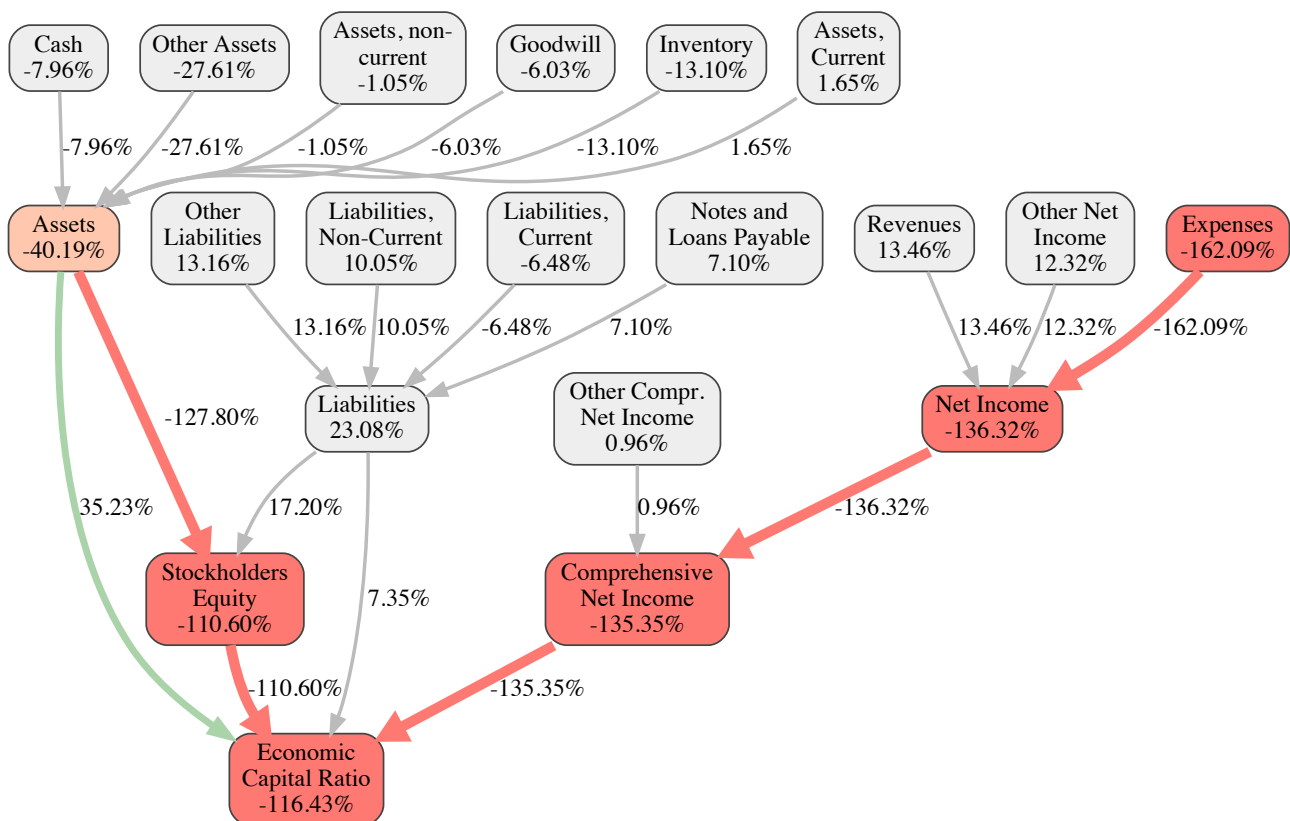 Cash
-7.96%
Other Assets
-27.61%
Assets, non-
current
-1.05%
Goodwill
-6.03%
Inventory
-13.10%
Assets,
Current
1.65%
-7.96%
-27.61%
-1.05%
-6.03%
-13.10%
1.65%
Assets
-40.19%
Other
Liabilities
13.16%
Liabilities,
Non-Current
10.05%
Liabilities,
Current
-6.48%
Notes and
Loans Payable
7.10%
Revenues
13.46%
Other Net
Income
12.32%
Expenses
-162.09%
13.16%
10.05%
-6.48%
7.10%
13.46%
12.32%
-162.09%
-127.80%
Liabilities
23.08%
Other Compr.
Net Income
0.96%
Net Income
-136.32%
35.23%
17.20%
0.96%
-136.32%
Stockholders
Equity
-110.60%
7.35%
Comprehensive
Net Income
-135.35%
-110.60%
-135.35%
Economic
Capital Ratio
-116.43%